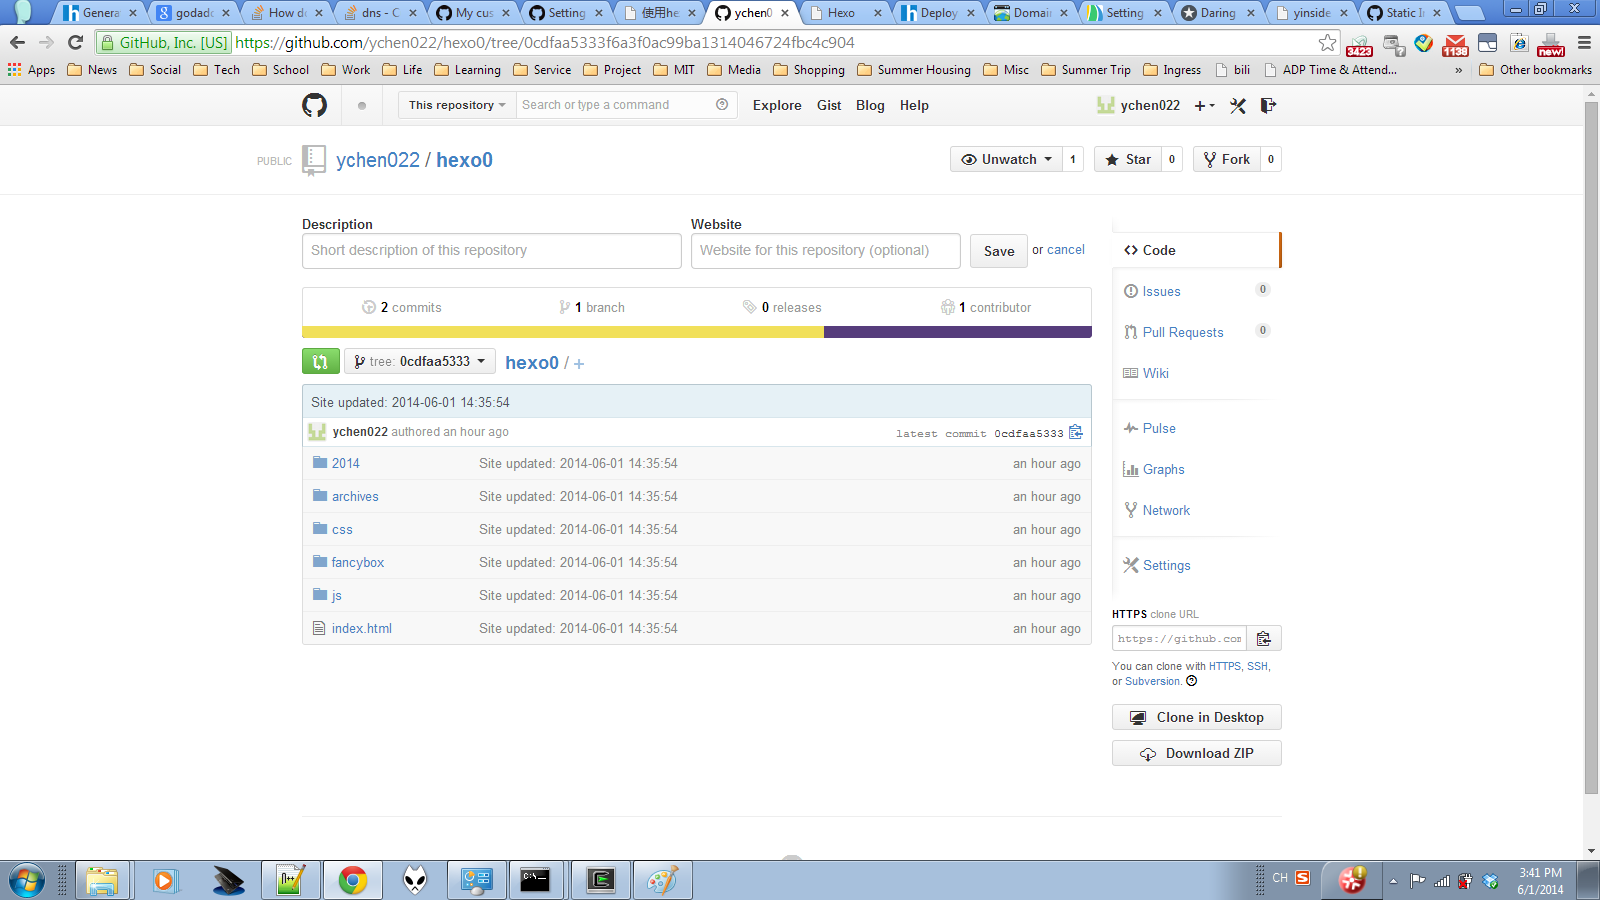 Genera
godadd
How do
dns - C
My cus
Setting
使用he
ychen0
Hexo
Deploy
Domai
Setting
Daring
yinside
Static I
GitHub, Inc. [US]
https://github.com/ychen022/hexo0/tree/0cdfaa5333f6a3f0ac99ba1314046724fbc4c904
3423
1138
new!
Apps
News
Social
Tech
School
Work
Life
Learning
Service
Project
MIT
Media
Shopping
Summer Housing
Misc
Summer Trip
Ingress
bili
ADP Time & Attend...
»
Other bookmarks
This repository
Search or type a command
Explore
Gist
Blog
Help
ychen022
PUBLIC
ychen022 / hexo0
Unwatch 1
Star 0
Fork 0
Description
Short description of this repository
Website
Website for this repository (optional)
Save or cancel
2 commits
1 branch
0 releases
1 contributor
tree: 0cdfaa5333
hexo0 / +
Site updated: 2014-06-01 14:35:54
ychen022 authored an hour ago
latest commit 0cdfaa5333
2014 Site updated: 2014-06-01 14:35:54 an hour ago
archives Site updated: 2014-06-01 14:35:54 an hour ago
css Site updated: 2014-06-01 14:35:54 an hour ago
fancybox Site updated: 2014-06-01 14:35:54 an hour ago
js Site updated: 2014-06-01 14:35:54 an hour ago
index.html Site updated: 2014-06-01 14:35:54 an hour ago
Code
Issues 0
Pull Requests 0
Wiki
Pulse
Graphs
Network
Settings
HTTPS clone URL
https://github.com
You can clone with HTTPS, SSH,
or Subversion.
Clone in Desktop
Download ZIP
CH
3:41 PM
6/1/2014